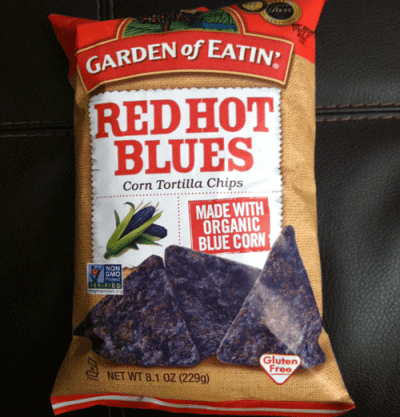 GARDEN of EATIN'®
RED HOT
BLUES
Corn Tortilla Chips
MADE WITH
ORGANIC
BLUE CORN
NON
GMO
Project
VERIFIED
Gluten
Free
NET WT 8.1 OZ (229g)